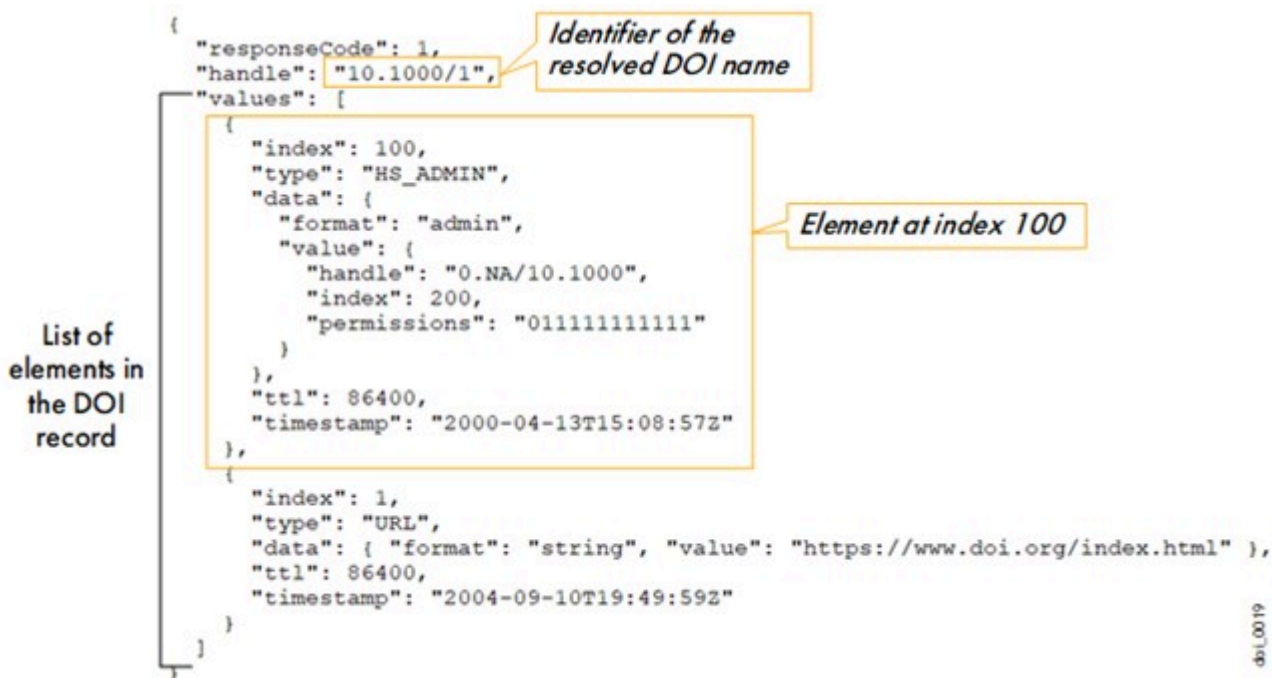 {
"responseCode": 1,
"handle": "10.1000/1",
Identifier of the
resolved DOI name
"values": [
{
"index": 100,
"type": "HS_ADMIN",
"data": {
"format": "admin",
"value": {
"handle": "0.NA/10.1000",
"index": 200,
"permissions": "011111111111"
}
},
"ttl": 86400,
"timestamp": "2000-04-13T15:08:57Z"
},
Element at index 100
List of
elements in
the DOI
record
{
"index": 1,
"type": "URL",
"data": { "format": "string", "value": "https://www.doi.org/index.html" },
"ttl": 86400,
"timestamp": "2004-09-10T19:49:59Z"
}
]
}
doi_0019